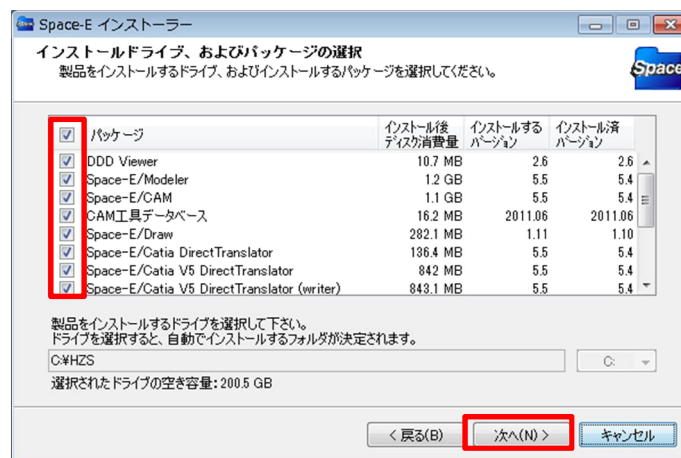 Space-E インストーラー
インストールドライブ、およびパッケージの選択
製品をインストールするドライブ、およびインストールするパッケージを選択してください。
Space
パッケージ インストール後 ディスク消費量 インストールする バージョン インストール済 バージョン
DDD Viewer 10.7 MB 2.6 2.6
Space-E/Modeler 1.2 GB 5.5 5.4
Space-E/CAM 1.1 GB 5.5 5.4
CAM工具データベース 16.2 MB 2011.06 2011.06
Space-E/Draw 282.1 MB 1.11 1.10
Space-E/Catia DirectTranslator 136.4 MB 5.5 5.4
Space-E/Catia V5 DirectTranslator 842 MB 5.5 5.4
Space-E/Catia V5 DirectTranslator (writer) 843.1 MB 5.5 5.4
製品をインストールするドライブを選択して下さい。
ドライブを選択すると、自動でインストールするフォルダが決定されます。
C:¥HZS C:
選択されたドライブの空き容量: 200.5 GB
< 戻る(B) 次へ(N) > キャンセル